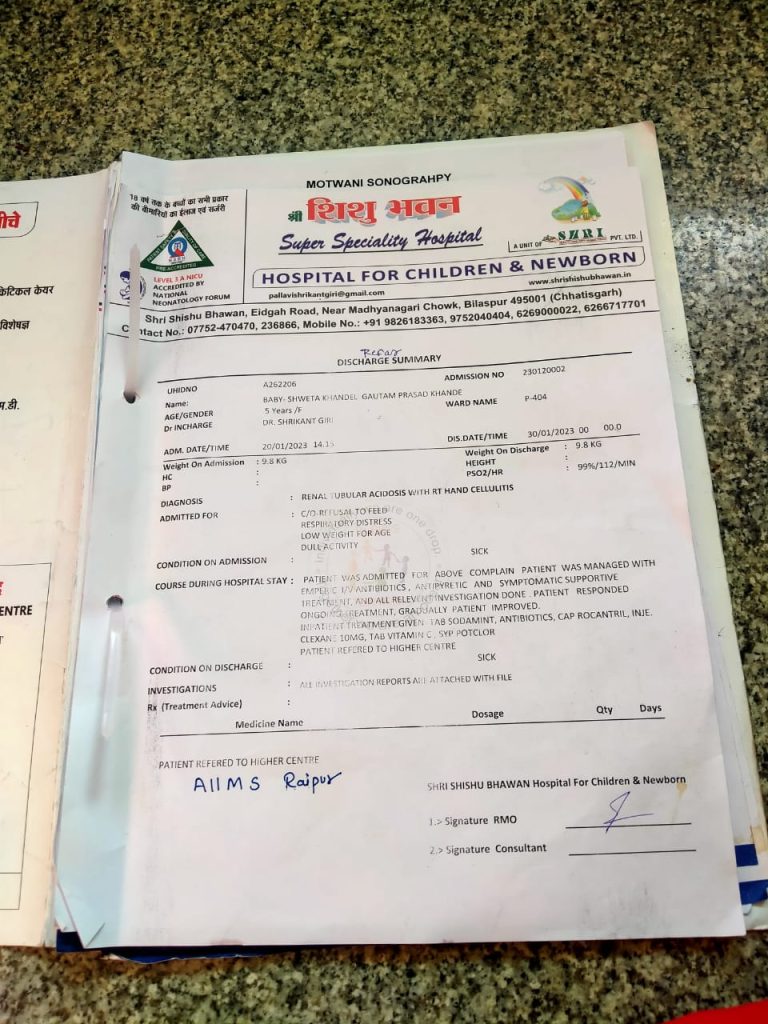 MOTWANI SONOGRAHPY
18 वर्ष तक के बच्चों का सभी प्रकार
की बीमारियों का ईलाज एवं सर्जरी
श्री शिशु भवन
Super Speciality Hospital
A UNIT OF SHRI PVT. LTD.
LEVEL 3 A NICU
ACCREDITED BY
NATIONAL
NEONATOLOGY FORUM
HOSPITAL FOR CHILDREN & NEWBORN
pallavishrikantgiri@gmail.com www.shrishishubhawan.in
Shri Shishu Bhawan, Eidgah Road, Near Madhyanagari Chowk, Bilaspur 495001 (Chhatisgarh)
Contact No.: 07752-470470, 236866, Mobile No.: +91 9826183363, 9752040404, 6269000022, 6266717701
Refar
DISCHARGE SUMMARY
UHIDNO A262206 ADMISSION NO 230120002
Name: BABY- SHWETA KHANDEL GAUTAM PRASAD KHANDE
AGE/GENDER 5 Years /F WARD NAME P-404
Dr INCHARGE DR. SHRIKANT GIRI
ADM. DATE/TIME 20/01/2023 14.15 DIS.DATE/TIME 30/01/2023 00 00.0
Weight On Admission : 9.8 KG Weight On Discharge : 9.8 KG
HC : HEIGHT :
BP : PSO2/HR : 99%/112/MIN
DIAGNOSIS : RENAL TUBULAR ACIDOSIS WITH RT HAND CELLULITIS
ADMITTED FOR : C/O-REFUSAL TO FEED
RESPIRATORY DISTRESS
LOW WEIGHT FOR AGE
DULL ACTIVITY
CONDITION ON ADMISSION : SICK
COURSE DURING HOSPITAL STAY : PATIENT WAS ADMITTED FOR ABOVE COMPLAIN PATIENT WAS MANAGED WITH
EMPERIC I/V ANTIBIOTICS , ANTIPYRETIC AND SYMPTOMATIC SUPPORTIVE
TREATMENT, AND ALL RELEVENT INVESTIGATION DONE . PATIENT RESPONDED
ONGOING TREATMENT, GRADUALLY PATIENT IMPROVED.
INPATIENT TREATMENT GIVEN TAB SODAMINT, ANTIBIOTICS, CAP ROCANTRIL, INJE.
CLEXANE 10MG, TAB VITAMIN C , SYP POTCLOR
PATIENT REFERED TO HIGHER CENTRE
CONDITION ON DISCHARGE : SICK
INVESTIGATIONS : ALL INVESTIGATION REPORTS ARE ATTACHED WITH FILE
Rx (Treatment Advice) :
Medicine Name Dosage Qty Days
PATIENT REFERED TO HIGHER CENTRE
AIIMS Raipur
SHRI SHISHU BHAWAN Hospital For Children & Newborn
1.> Signature RMO
2.> Signature Consultant